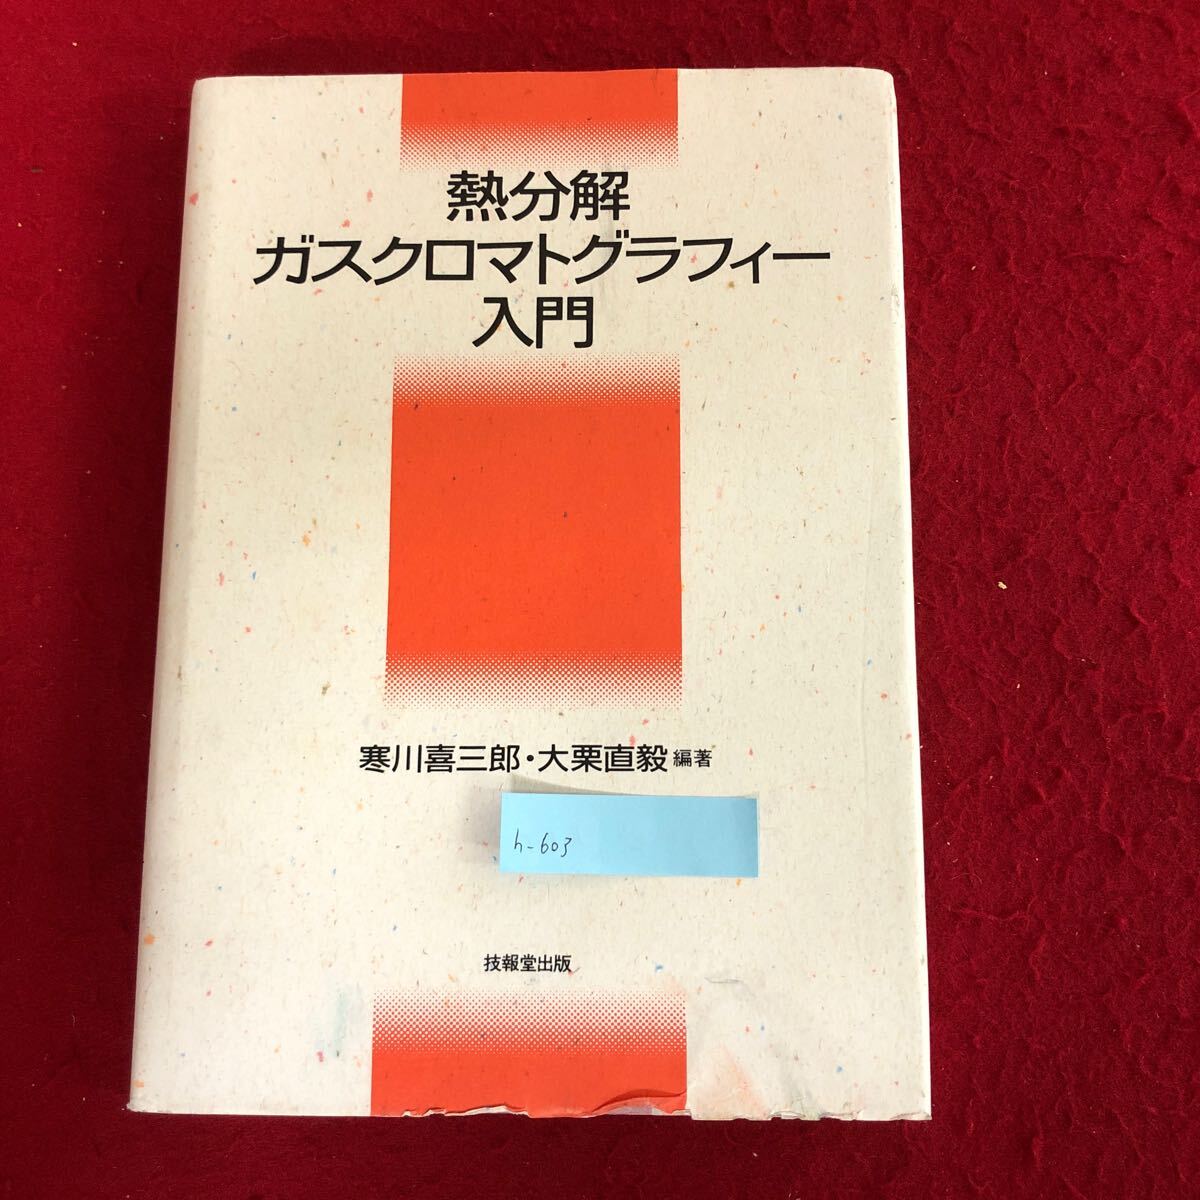 熱分解
ガスクロマトグラフィー
入門
寒川喜三郎・大栗直毅 編著
h-603
技報堂出版